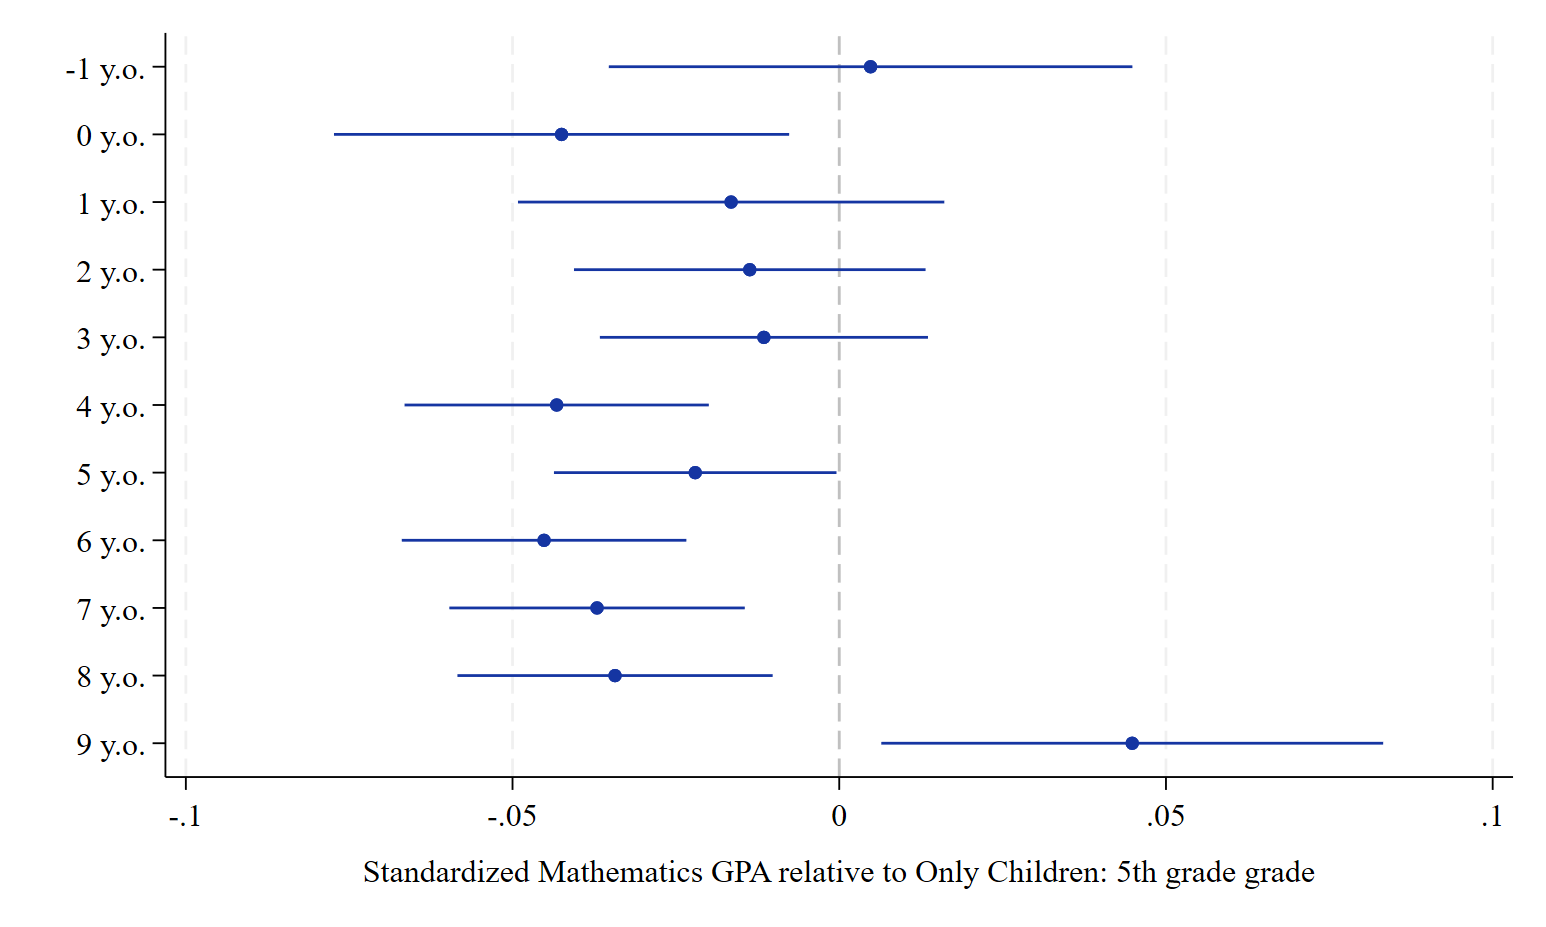 -1 y.o.
0 y.o.
1 y.o.
2 y.o.
3 y.o.
4 y.o.
5 y.o.
6 y.o.
7 y.o.
8 y.o.
9 y.o.
-.1 -.05 0 .05 .1
Standardized Mathematics GPA relative to Only Children: 5th grade grade